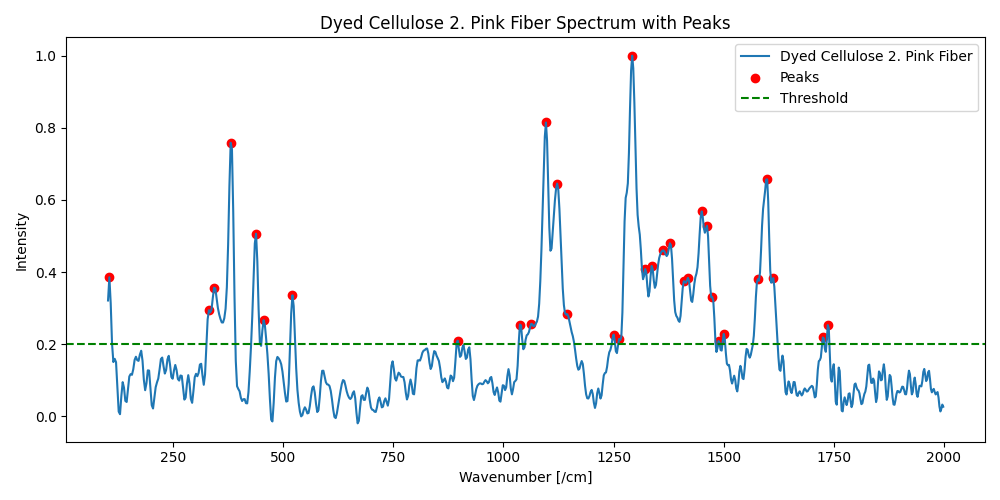 Dyed Cellulose 2. Pink Fiber Spectrum with Peaks
Dyed Cellulose 2. Pink Fiber
Peaks
Threshold
Intensity
1.0
0.8
0.6
0.4
0.2
0.0
250 500 750 1000 1250 1500 1750 2000
Wavenumber [/cm]